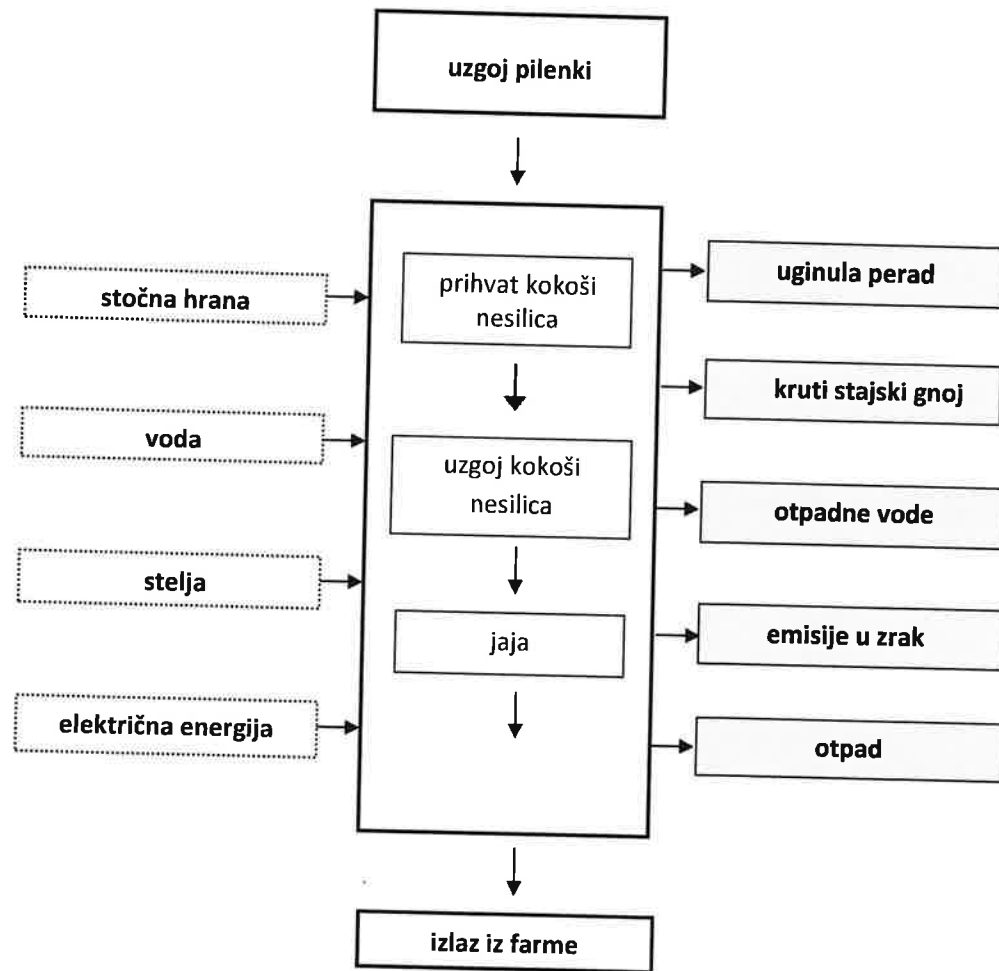 uzgoj pilenki
stočna hrana
voda
stelja
električna energija
prihvat kokoši
nesilica
uzgoj kokoši
nesilica
jaja
uginula perad
kruti stajski gnoj
otpadne vode
emisije u zrak
otpad
izlaz iz farme